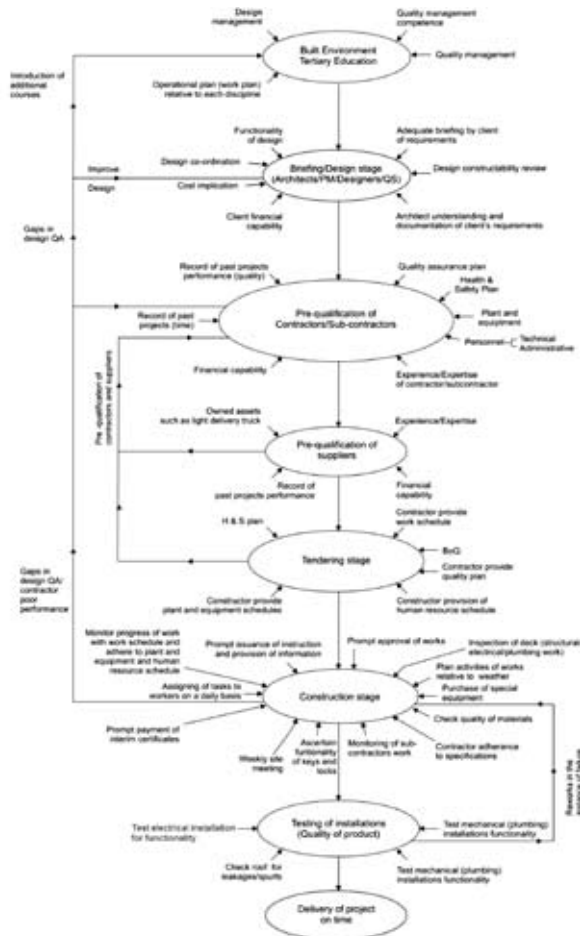 Design
management
Quality management
competence
Built Environment
Tertiary Education
Quality management
Introduction of
additional
courses
Operational plan (work plan)
relative to each discipline
Functionality
of design
Adequate briefing by client
of requirements
Design co-ordination
Briefing/Design stage
(Architects/PM/Designers/QS)
Design constructability review
Improve
Design
Cost implication
Client financial
capability
Architect understanding and
documentation of client's requirements
Gaps in
design QA
Record of past projects
performance (quality)
Quality assurance plan
Health &
Safety Plan
Pre-qualification of
Contractors/Sub-contractors
Plant and
equipment
Record of past
projects (time)
Personnel
Technical
Administrative
Financial capability
Experience/Expertise
of contractor/subcontractor
Pre-qualification of
contractors and suppliers
Owned assets
such as light delivery truck
Experience/Expertise
Pre-qualification of
suppliers
Record of
past projects performance
Financial
capability
H & S plan
Contractor provide
work schedule
Tendering stage
BoQ
Contractor provide
quality plan
Gaps in
design QA/
contractor
poor
performance
Constructor provide
plant and equipment schedules
Constructor provision of
human resource schedule
Monitor progress of work
with work schedule and
adhere to plant and
equipment and human
resource schedule
Prompt issuance of instruction
and provision of information
Prompt approval of works
Inspection of deck (structural
electrical/plumbing work)
Plan activities of works
relative to weather
Assigning of tasks to
workers on a daily basis
Construction stage
Purchase of special
equipment
Check quality of materials
Prompt payment of
interim certificates
Weekly site
meeting
Ascertain
funtionality
of keys and
locks
Monitoring of sub-
contractors work
Contractor adherence
to specifications
Reworks in the
instance of failure
Test electrical installation
for functionality
Testing of installations
(Quality of product)
Test mechanical (plumbing)
installations functionality
Check roof for
leakages/spurts
Test mechanical (plumbing)
installations functionality
Delivery of project
on time